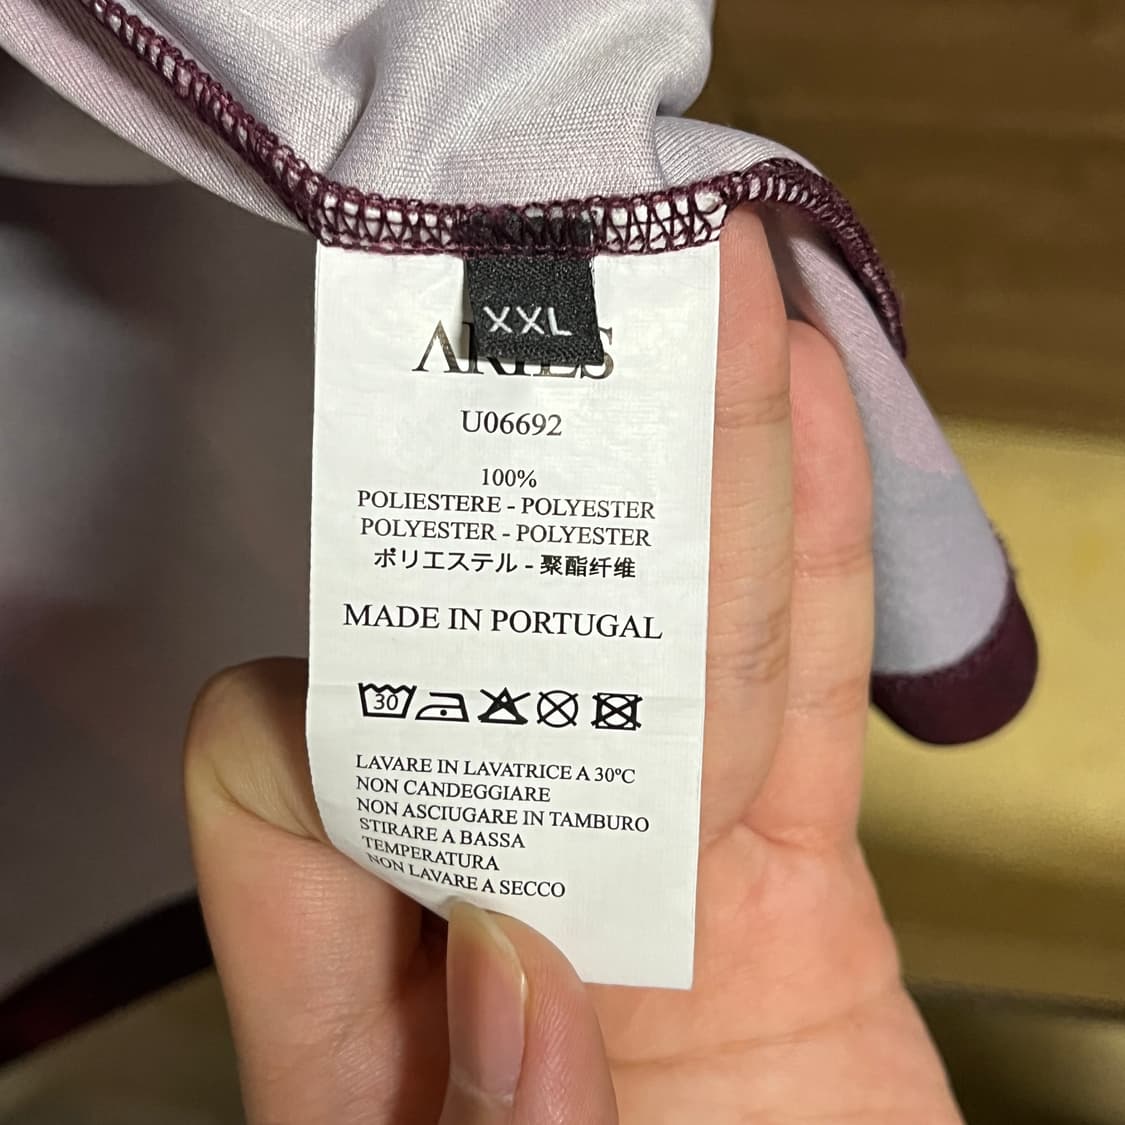 XXL
ARIES
U06692
100%
POLIESTERE - POLYESTER
POLYESTER - POLYESTER
ポリエステル - 聚酯纤维
MADE IN PORTUGAL
30
LAVARE IN LAVATRICE A 30ºC
NON CANDEGGIARE
NON ASCIUGARE IN TAMBURO
STIRARE A BASSA
TEMPERATURA
NON LAVARE A SECCO